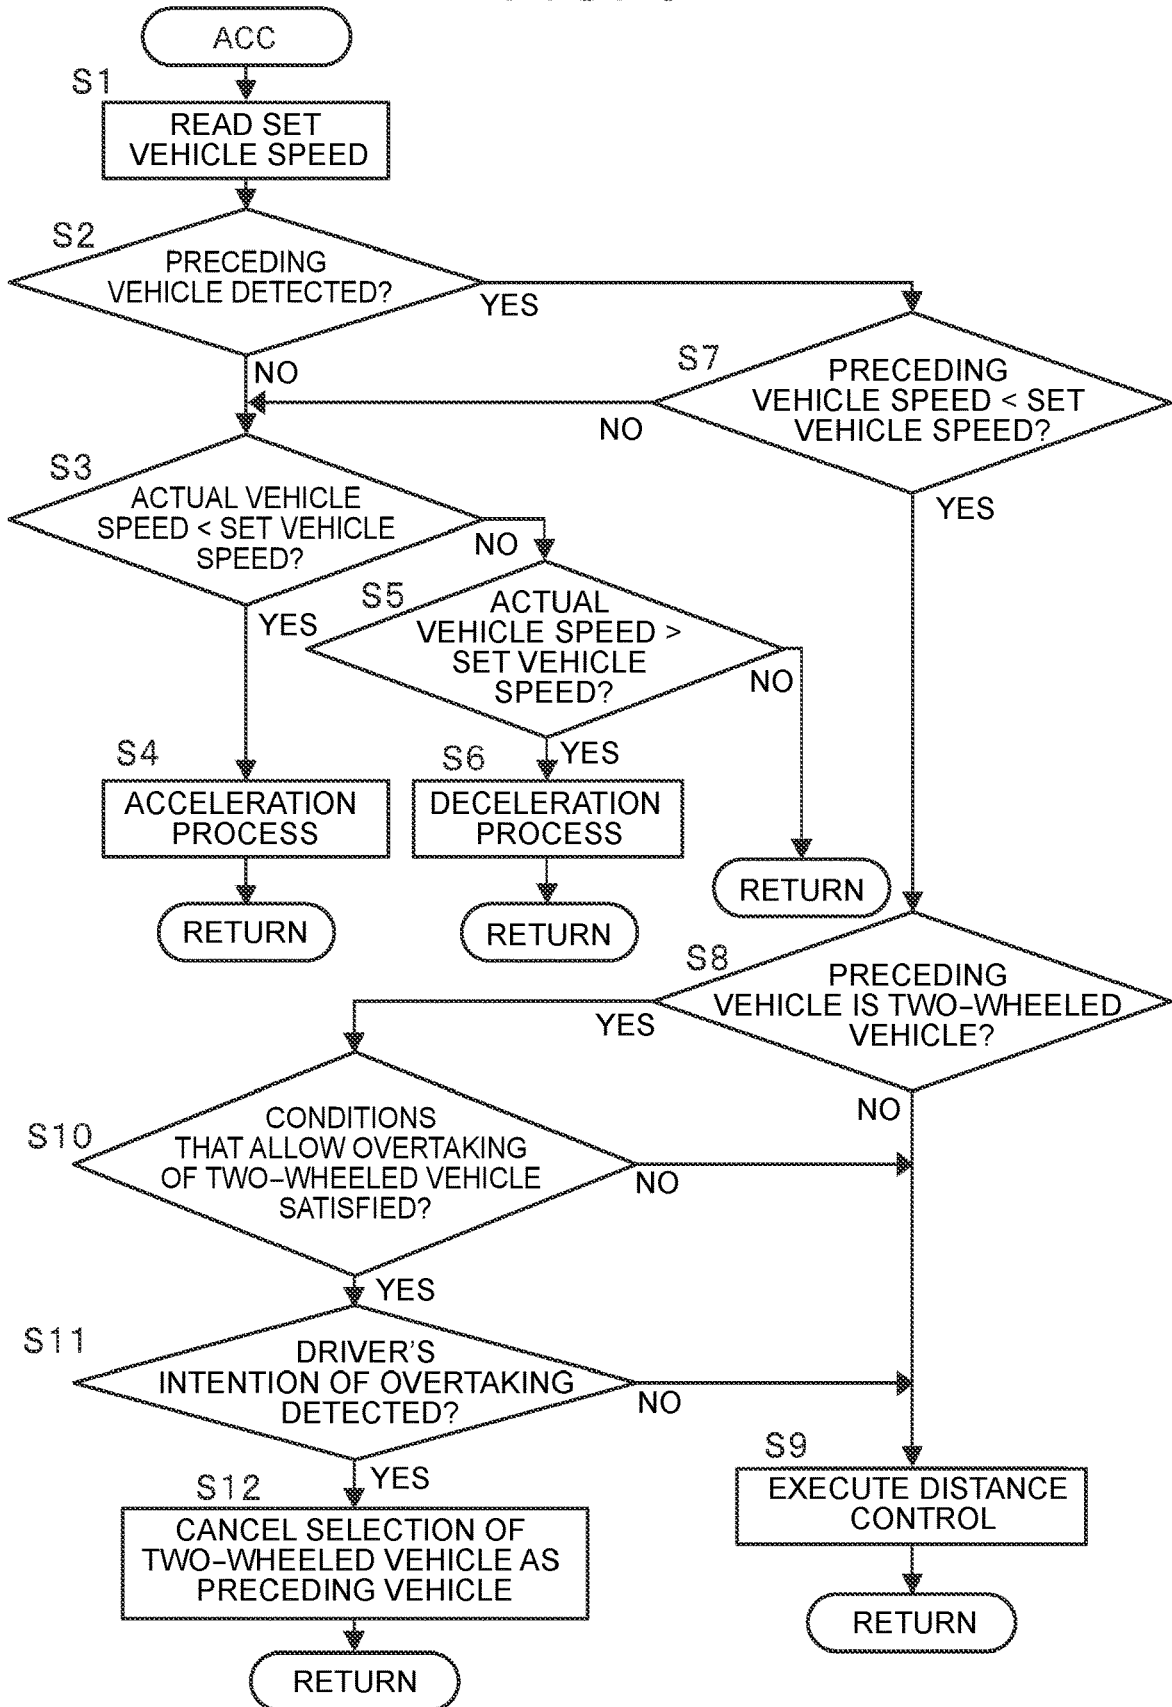 ACC
S1
READ SET
VEHICLE SPEED
S2
PRECEDING
VEHICLE DETECTED?
YES
NO
S7
PRECEDING
VEHICLE SPEED < SET
VEHICLE SPEED?
NO
YES
S3
ACTUAL VEHICLE
SPEED < SET VEHICLE
SPEED?
NO
YES
S5
ACTUAL
VEHICLE SPEED >
SET VEHICLE
SPEED?
NO
YES
S4
ACCELERATION
PROCESS
S6
DECELERATION
PROCESS
RETURN
RETURN
RETURN
S8
PRECEDING
VEHICLE IS TWO-WHEELED
VEHICLE?
YES
NO
S10
CONDITIONS
THAT ALLOW OVERTAKING
OF TWO-WHEELED VEHICLE
SATISFIED?
NO
YES
S11
DRIVER'S
INTENTION OF OVERTAKING
DETECTED?
NO
YES
S9
EXECUTE DISTANCE
CONTROL
S12
CANCEL SELECTION OF
TWO-WHEELED VEHICLE AS
PRECEDING VEHICLE
RETURN
RETURN